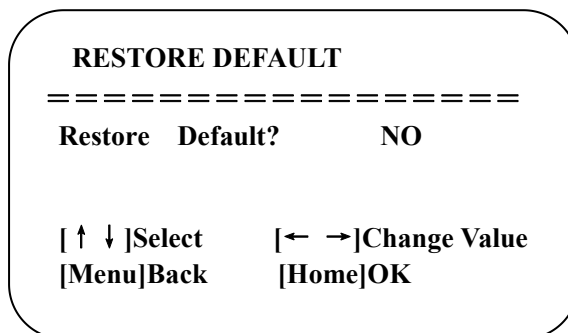 RESTORE DEFAULT
=================
Restore Default? NO
[↑ ↓]Select [← →]Change Value
[Menu]Back [Home]OK